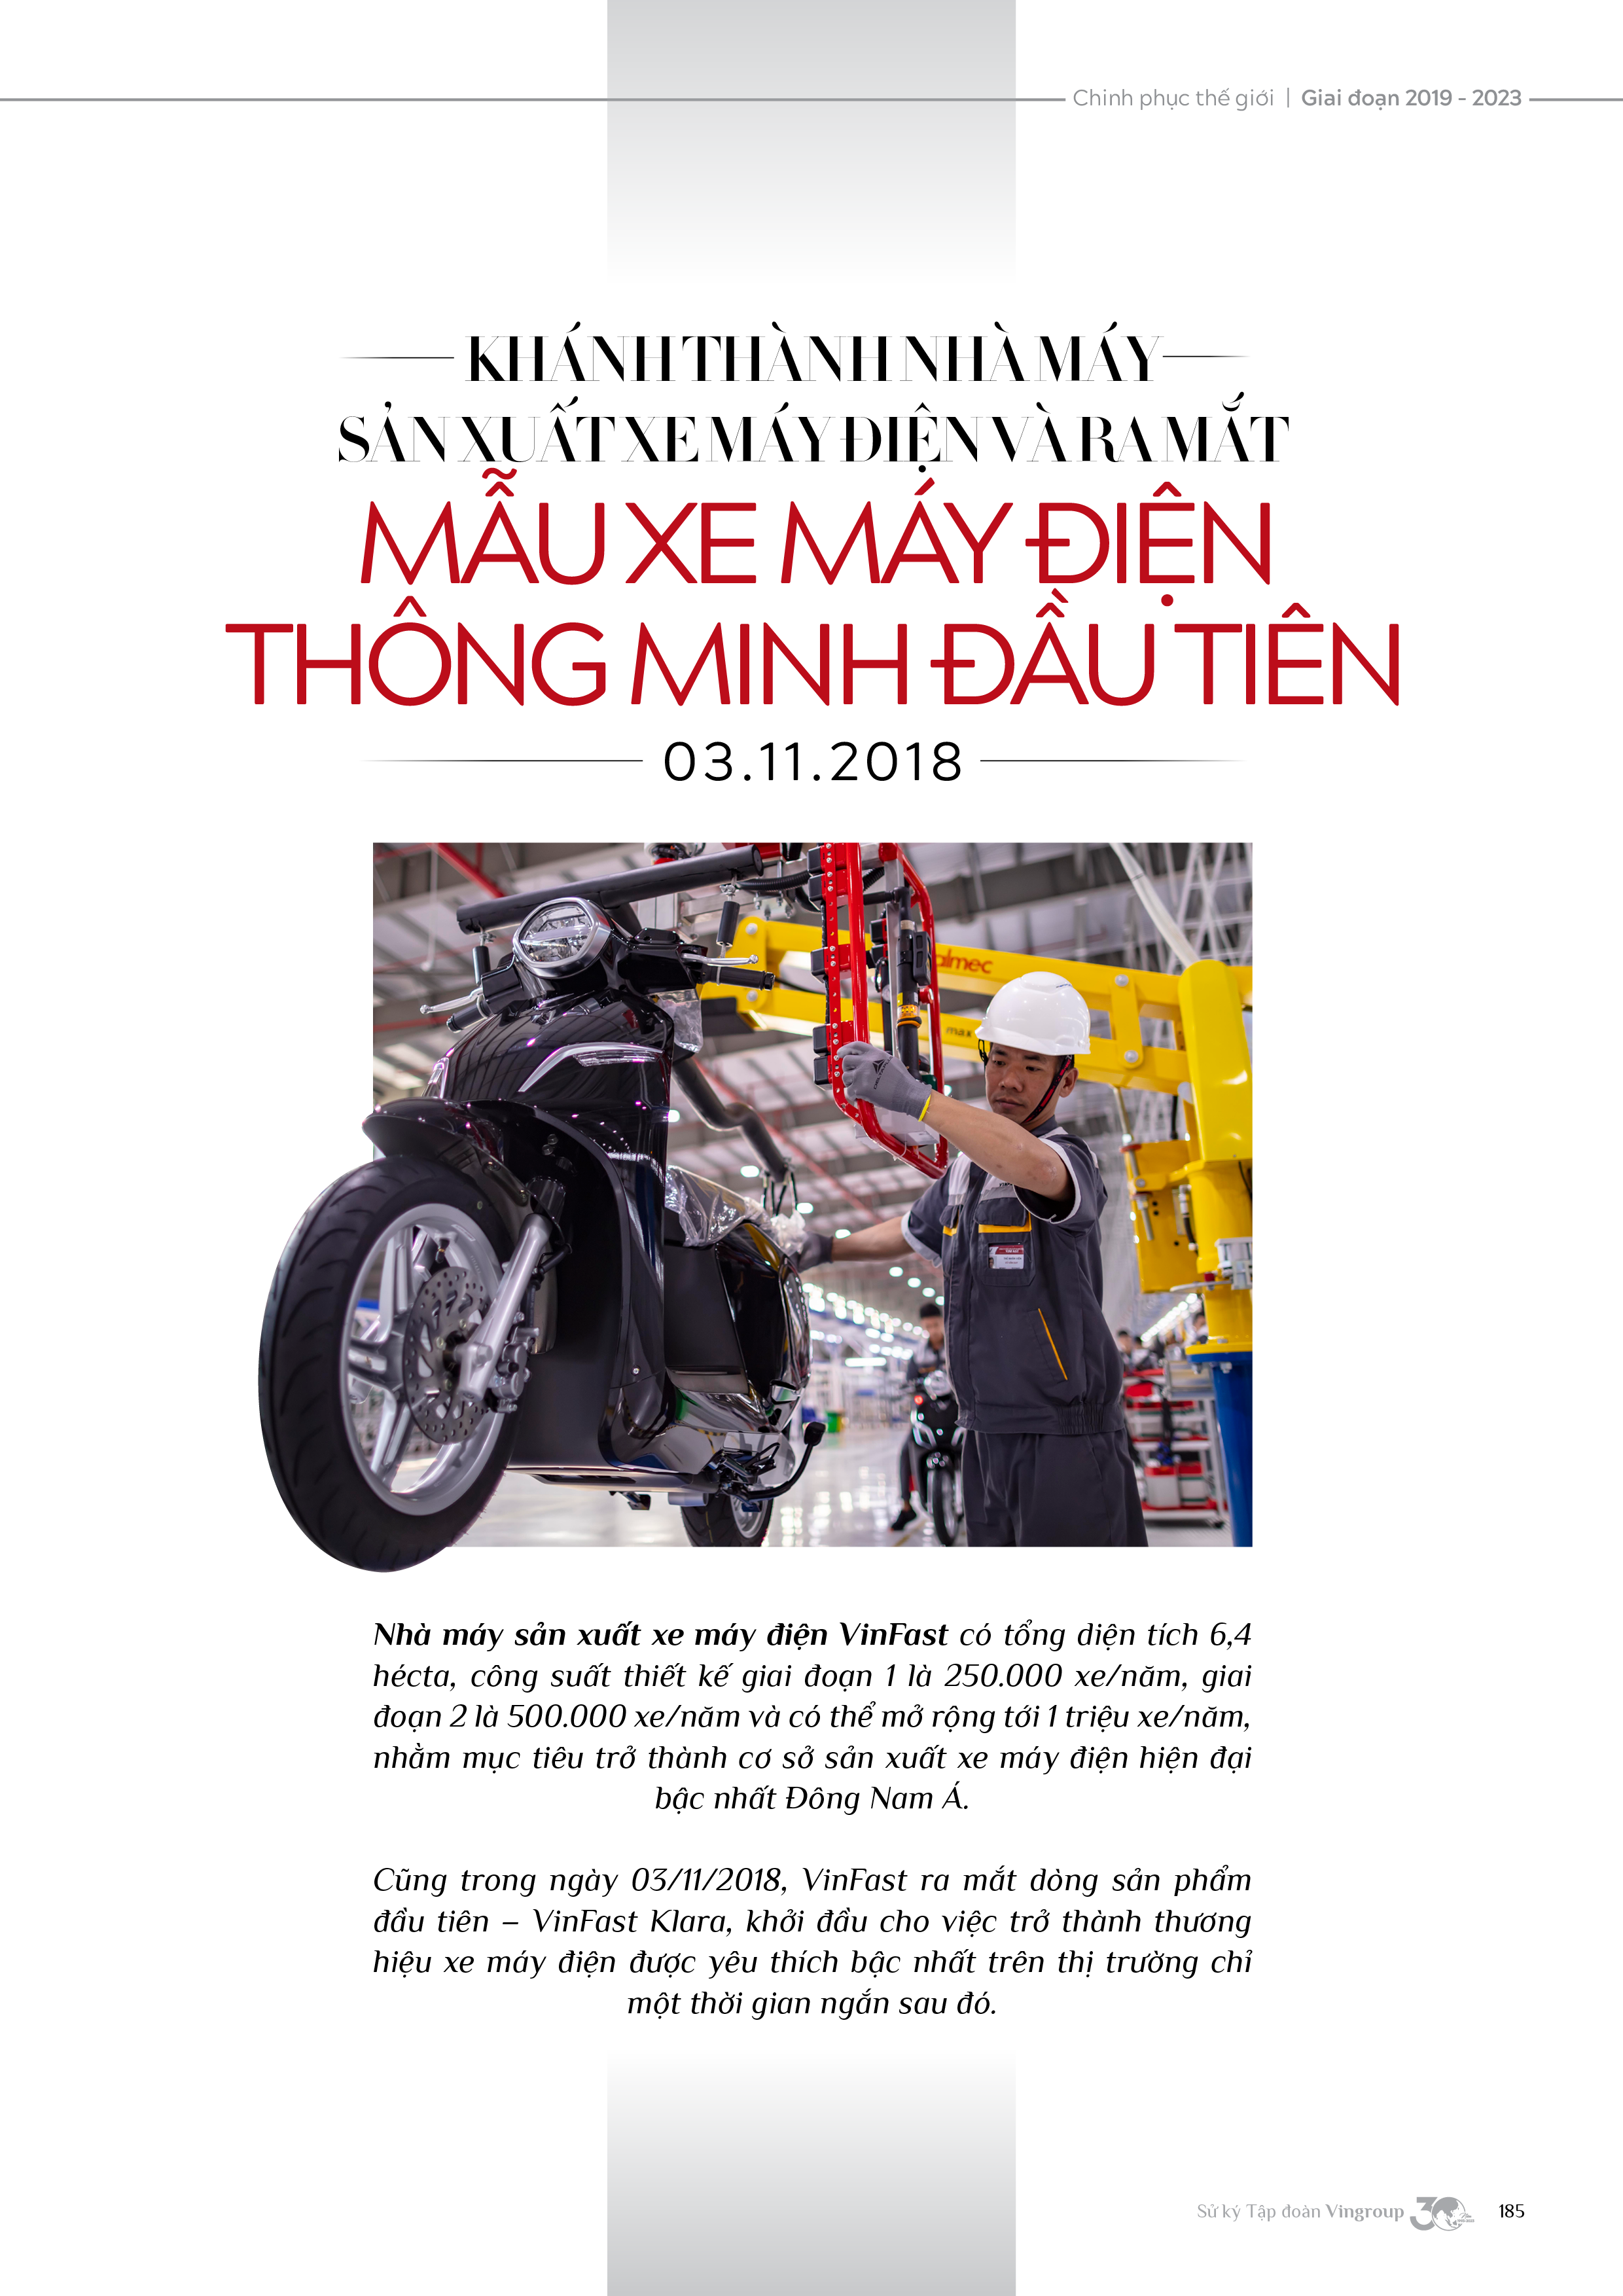 Chinh phục thế giới | Giai đoạn 2019 - 2023
KHÁNH THÀNH NHÀ MÁY
SẢN XUẤT XE MÁY ĐIỆN VÀ RA MẮT
MẪU XE MÁY ĐIỆN
THÔNG MINH ĐẦU TIÊN
03.11.2018
almec
max
Nhà máy sản xuất xe máy điện VinFast có tổng diện tích 6,4
hécta, công suất thiết kế giai đoạn 1 là 250.000 xe/năm, giai
đoạn 2 là 500.000 xe/năm và có thể mở rộng tới 1 triệu xe/năm,
nhằm mục tiêu trở thành cơ sở sản xuất xe máy điện hiện đại
bậc nhất Đông Nam Á.
Cũng trong ngày 03/11/2018, VinFast ra mắt dòng sản phẩm
đầu tiên – VinFast Klara, khởi đầu cho việc trở thành thương
hiệu xe máy điện được yêu thích bậc nhất trên thị trường chỉ
một thời gian ngắn sau đó.
Sử ký Tập đoàn Vingroup 30 185